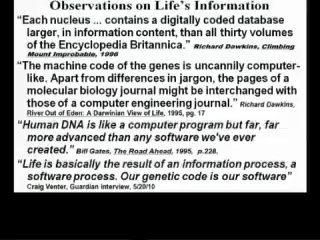 Observations on Life's Information
"Each nucleus ... contains a digitally coded database
larger, in information content, than all thirty volumes
of the Encyclopedia Britannica." Richard Dawkins, Climbing
Mount Improbable, 1996
"The machine code of the genes is uncannily computer-
like. Apart from differences in jargon, the pages of a
molecular biology journal might be interchanged with
those of a computer engineering journal." Richard Dawkins,
River Out of Eden: A Darwinian View of Life, 1995, pg. 17
"Human DNA is like a computer program but far, far
more advanced than any software we've ever
created." Bill Gates, The Road Ahead, 1995, p.228.
"Life is basically the result of an information process, a
software process. Our genetic code is our software"
Craig Venter, Guardian interview, 5/20/10